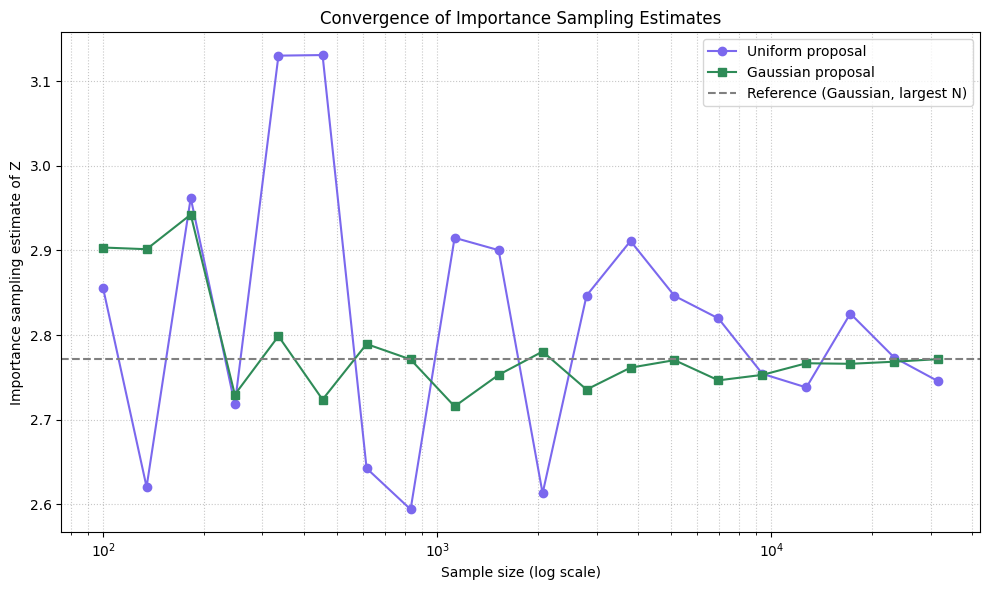 Convergence of Importance Sampling Estimates
Uniform proposal
Gaussian proposal
Reference (Gaussian, largest N)
Importance sampling estimate of Z
3.1
3.0
2.9
2.8
2.7
2.6
10²
10³
10⁴
Sample size (log scale)